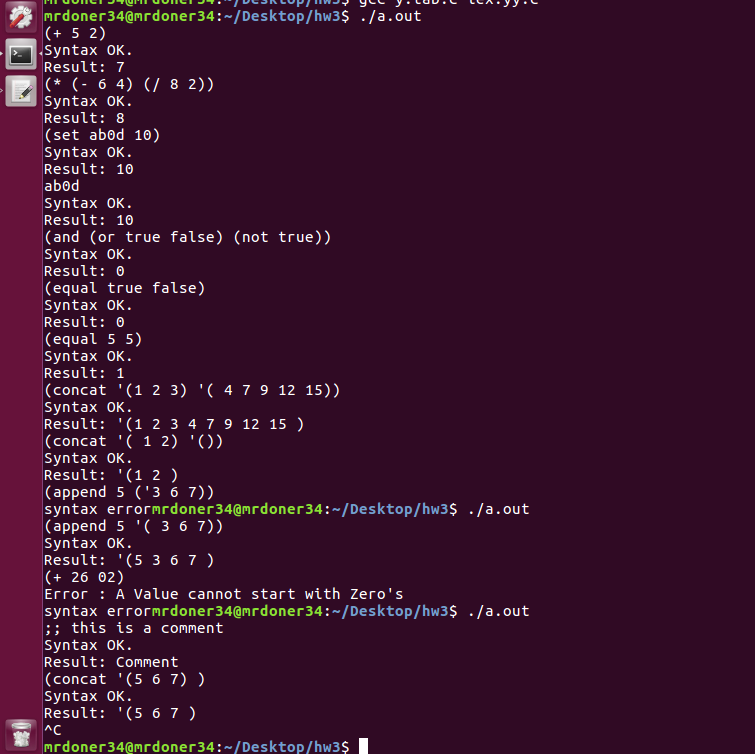 mrdoner34@mrdoner34:~/Desktop/hw3$ gcc y.tab.c lex.yy.c
mrdoner34@mrdoner34:~/Desktop/hw3$ ./a.out
(+ 5 2)
Syntax OK.
Result: 7
(* (- 6 4) (/ 8 2))
Syntax OK.
Result: 8
(set ab0d 10)
Syntax OK.
Result: 10
ab0d
Syntax OK.
Result: 10
(and (or true false) (not true))
Syntax OK.
Result: 0
(equal true false)
Syntax OK.
Result: 0
(equal 5 5)
Syntax OK.
Result: 1
(concat '(1 2 3) '( 4 7 9 12 15))
Syntax OK.
Result: '(1 2 3 4 7 9 12 15 )
(concat '( 1 2) '())
Syntax OK.
Result: '(1 2 )
(append 5 ('3 6 7))
syntax errormrdoner34@mrdoner34:~/Desktop/hw3$ ./a.out
(append 5 '( 3 6 7))
Syntax OK.
Result: '(5 3 6 7 )
(+ 26 02)
Error : A Value cannot start with Zero's
syntax errormrdoner34@mrdoner34:~/Desktop/hw3$ ./a.out
;; this is a comment
Syntax OK.
Result: Comment
(concat '(5 6 7) )
Syntax OK.
Result: '(5 6 7 )
^C
mrdoner34@mrdoner34:~/Desktop/hw3$